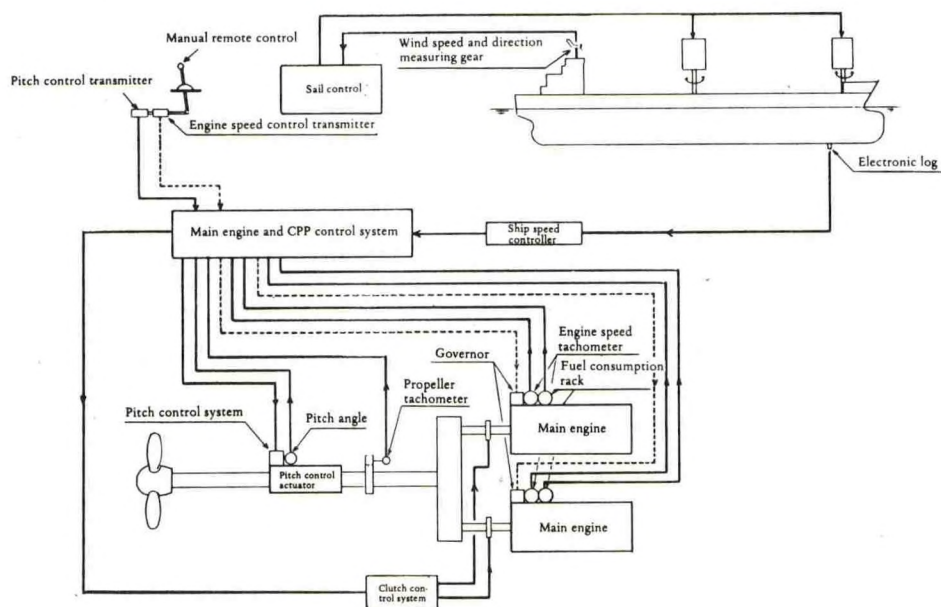 Manual remote control
Pitch control transmitter
Engine speed control transmitter
Sail control
Wind speed and direction
measuring gear
Electronic log
Main engine and CPP control system
Ship speed
controller
Governor
Engine speed
tachometer
Fuel consumption
rack
Propeller
tachometer
Pitch control system
Pitch angle
Pitch control
actuator
Main engine
Main engine
Clutch con-
trol system